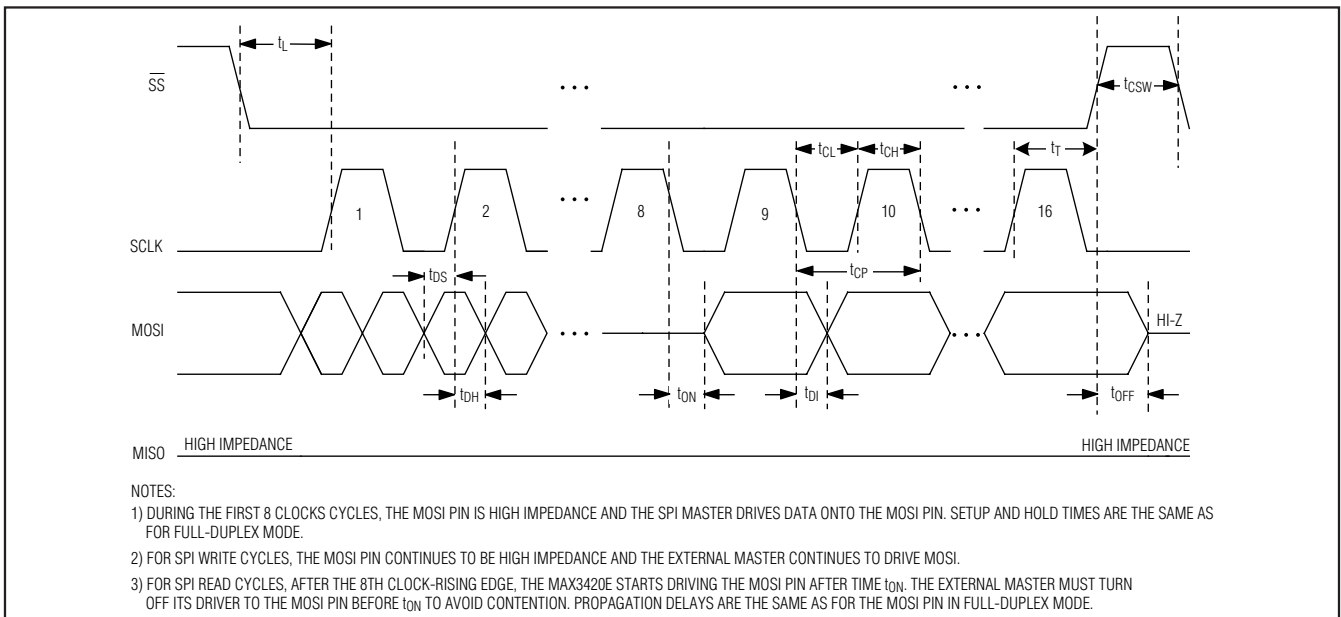 tL
SS
• • •
• • •
tCSW
tCL
tCH
tT
1
2
• • •
8
9
10
• • •
16
SCLK
tDS
tCP
MOSI
• • •
• • •
HI-Z
tDH
tON
tDI
tOFF
MISO
HIGH IMPEDANCE
HIGH IMPEDANCE
NOTES:
1) DURING THE FIRST 8 CLOCKS CYCLES, THE MOSI PIN IS HIGH IMPEDANCE AND THE SPI MASTER DRIVES DATA ONTO THE MOSI PIN. SETUP AND HOLD TIMES ARE THE SAME AS
FOR FULL-DUPLEX MODE.
2) FOR SPI WRITE CYCLES, THE MOSI PIN CONTINUES TO BE HIGH IMPEDANCE AND THE EXTERNAL MASTER CONTINUES TO DRIVE MOSI.
3) FOR SPI READ CYCLES, AFTER THE 8TH CLOCK-RISING EDGE, THE MAX3420E STARTS DRIVING THE MOSI PIN AFTER TIME tON. THE EXTERNAL MASTER MUST TURN
OFF ITS DRIVER TO THE MOSI PIN BEFORE tON TO AVOID CONTENTION. PROPAGATION DELAYS ARE THE SAME AS FOR THE MOSI PIN IN FULL-DUPLEX MODE.